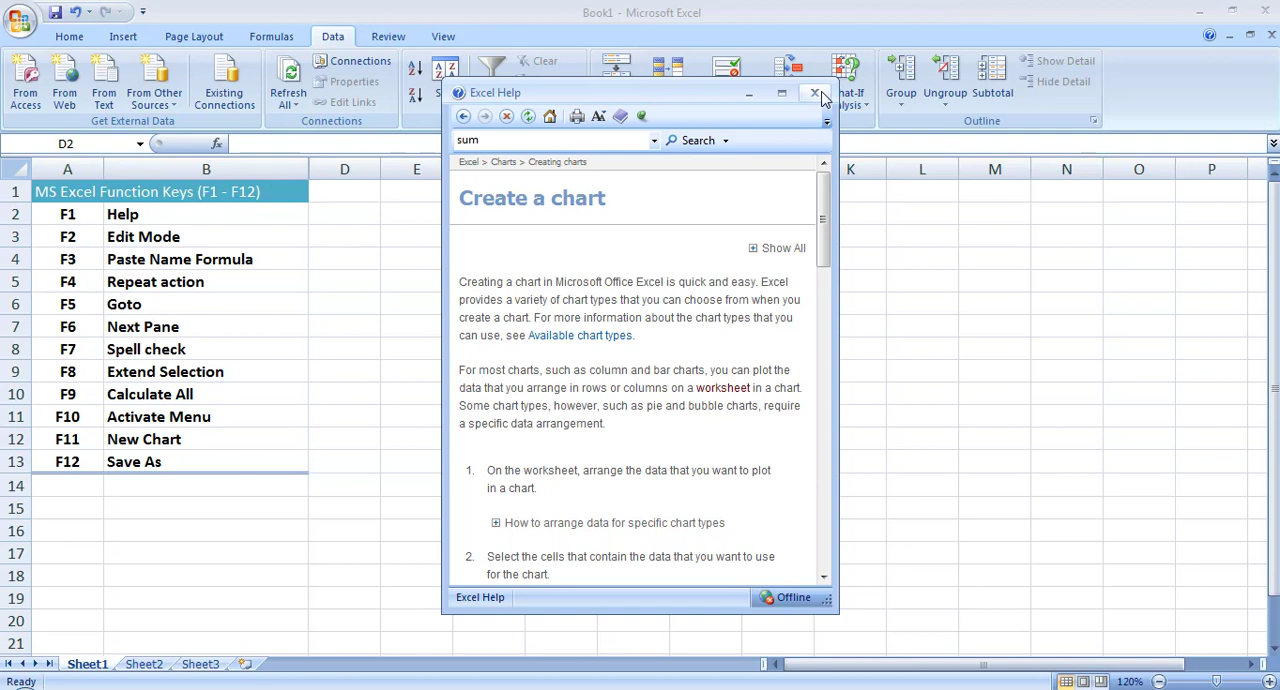 Book1 - Microsoft Excel
Home Insert Page Layout Formulas Data Review View
From Access
From Web
From Text
From Other Sources
Existing Connections
Get External Data
Refresh All
Connections
Properties
Edit Links
Connections
Clear
Group
Ungroup
Subtotal
Show Detail
Hide Detail
Outline
D2
fx
A B D E K L M N O P
1 MS Excel Function Keys (F1 - F12)
2 F1 Help
3 F2 Edit Mode
4 F3 Paste Name Formula
5 F4 Repeat action
6 F5 Goto
7 F6 Next Pane
8 F7 Spell check
9 F8 Extend Selection
10 F9 Calculate All
11 F10 Activate Menu
12 F11 New Chart
13 F12 Save As
14
15
16
17
18
19
20
21
Excel Help
sum Search
Excel > Charts > Creating charts
Create a chart
Show All
Creating a chart in Microsoft Office Excel is quick and easy. Excel
provides a variety of chart types that you can choose from when you
create a chart. For more information about the chart types that you
can use, see Available chart types.
For most charts, such as column and bar charts, you can plot the
data that you arrange in rows or columns on a worksheet in a chart.
Some chart types, however, such as pie and bubble charts, require
a specific data arrangement.
1. On the worksheet, arrange the data that you want to plot
in a chart.
How to arrange data for specific chart types
2. Select the cells that contain the data that you want to use
for the chart.
Excel Help Offline
Sheet1 Sheet2 Sheet3
Ready 120%